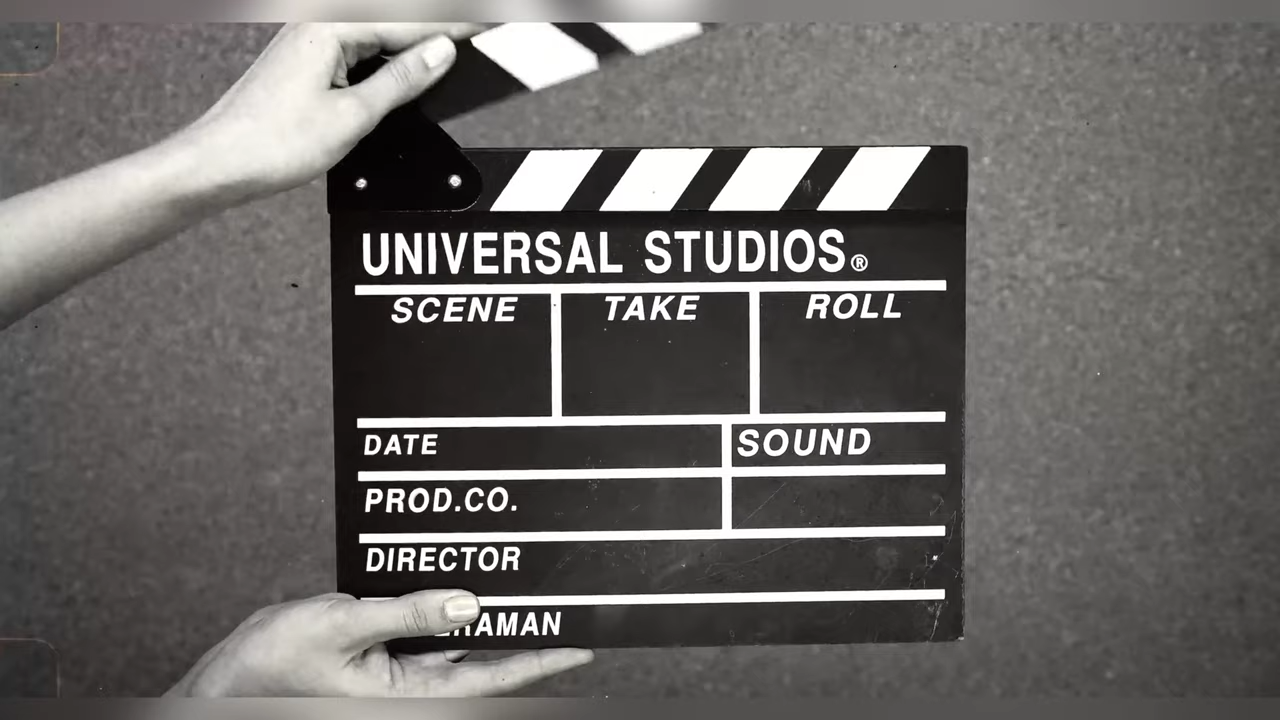 UNIVERSAL STUDIOS®
SCENE TAKE ROLL
DATE SOUND
PROD.CO.
DIRECTOR